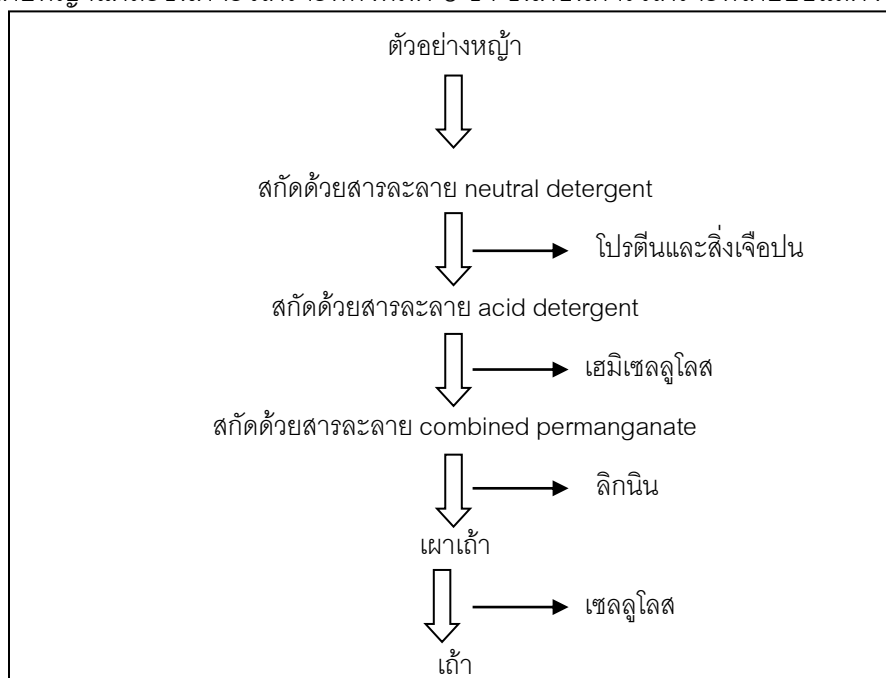 ตัวอย่างหญ้า
สกัดด้วยสารละลาย neutral detergent
โปรตีนและสิ่งเจือปน
สกัดด้วยสารละลาย acid detergent
เฮมิเซลลูโลส
สกัดด้วยสารละลาย combined permanganate
ลิกนิน
เผาเถ้า
เซลลูโลส
เถ้า